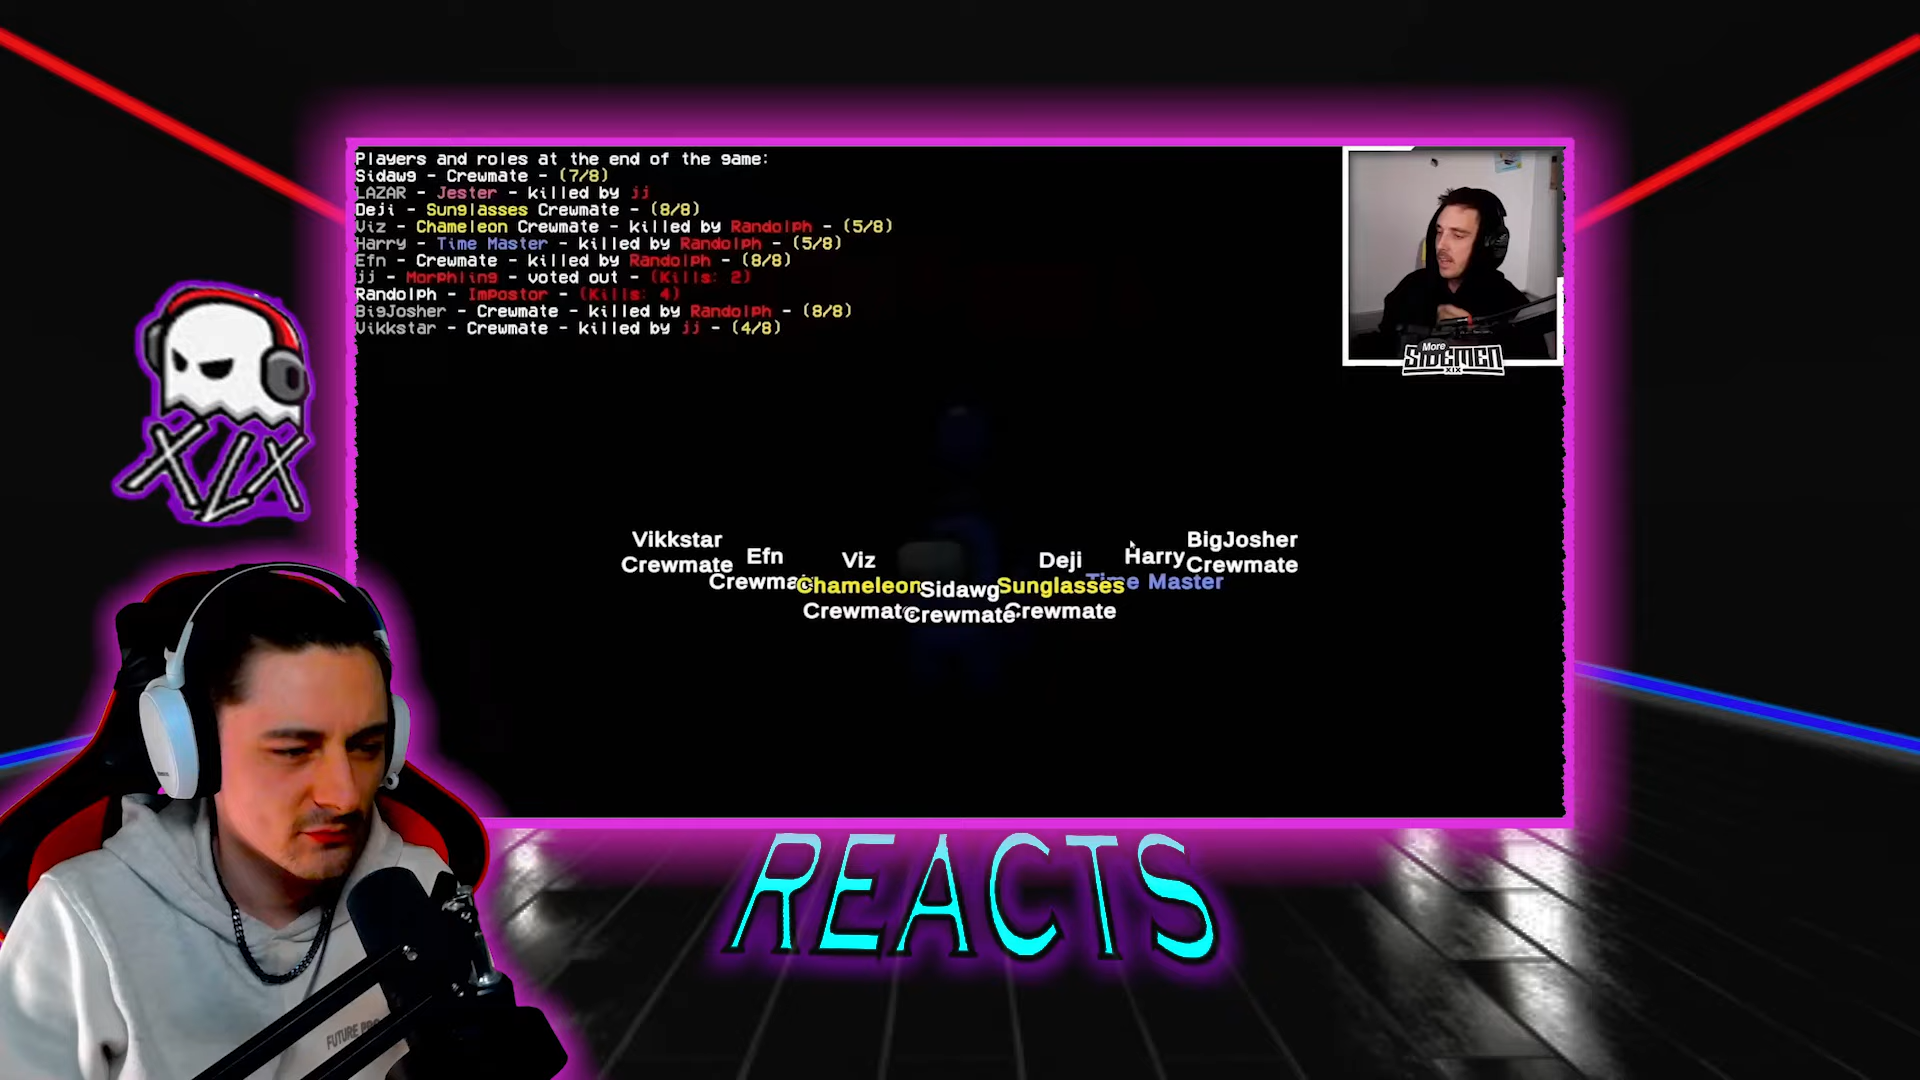 Players and roles at the end of the game:
Sidawg - Crewmate - (7/8)
LAZAR - Jester - killed by jj
Deji - Sunglasses Crewmate - (8/8)
Viz - Chameleon Crewmate - killed by Randolph - (5/8)
Harry - Time Master - killed by Randolph - (5/8)
Efn - Crewmate - killed by Randolph - (8/8)
jj - Morphling - voted out - (Kills: 2)
Randolph - Impostor - (Kills: 4)
BigJosher - Crewmate - killed by Randolph - (8/8)
Vikkstar - Crewmate - killed by jj - (4/8)
More
SIDEMEN
XIX
XLX
Vikkstar
Crewmate
Efn
Crewmate
Viz
Chameleon
Crewmate
Sidawg
Crewmate
Deji
Sunglasses
Crewmate
Harry
Time Master
BigJosher
Crewmate
REACTS
FUTURE